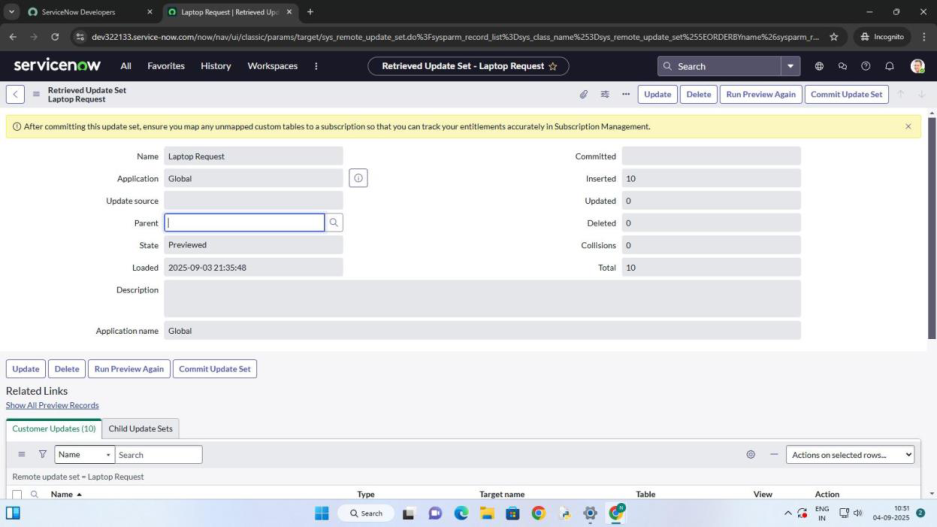 ServiceNow Developers
Laptop Request | Retrieved Up
dev322133.service-now.com/now/nav/ui/classic/params/target/sys_remote_update_set.do%3Fsysparm_record_list%3Dsys_class_name%253Dsys_remote_update_set%255EORDERBYname%26sysparm_r...
Incognito
servicenow
All
Favorites
History
Workspaces
Retrieved Update Set - Laptop Request
Search
Retrieved Update Set
Laptop Request
Update
Delete
Run Preview Again
Commit Update Set
After committing this update set, ensure you map any unmapped custom tables to a subscription so that you can track your entitlements accurately in Subscription Management.
Name Laptop Request
Committed
Application Global
Inserted 10
Update source
Updated 0
Parent
Deleted 0
State Previewed
Collisions 0
Loaded 2025-09-03 21:35:48
Total 10
Description
Application name Global
Update
Delete
Run Preview Again
Commit Update Set
Related Links
Show All Preview Records
Customer Updates (10)
Child Update Sets
Name
Search
Actions on selected rows...
Remote update set = Laptop Request
Name
Type
Target name
Table
View
Action
Search
ENG
IN
10:51
04-09-2025
2